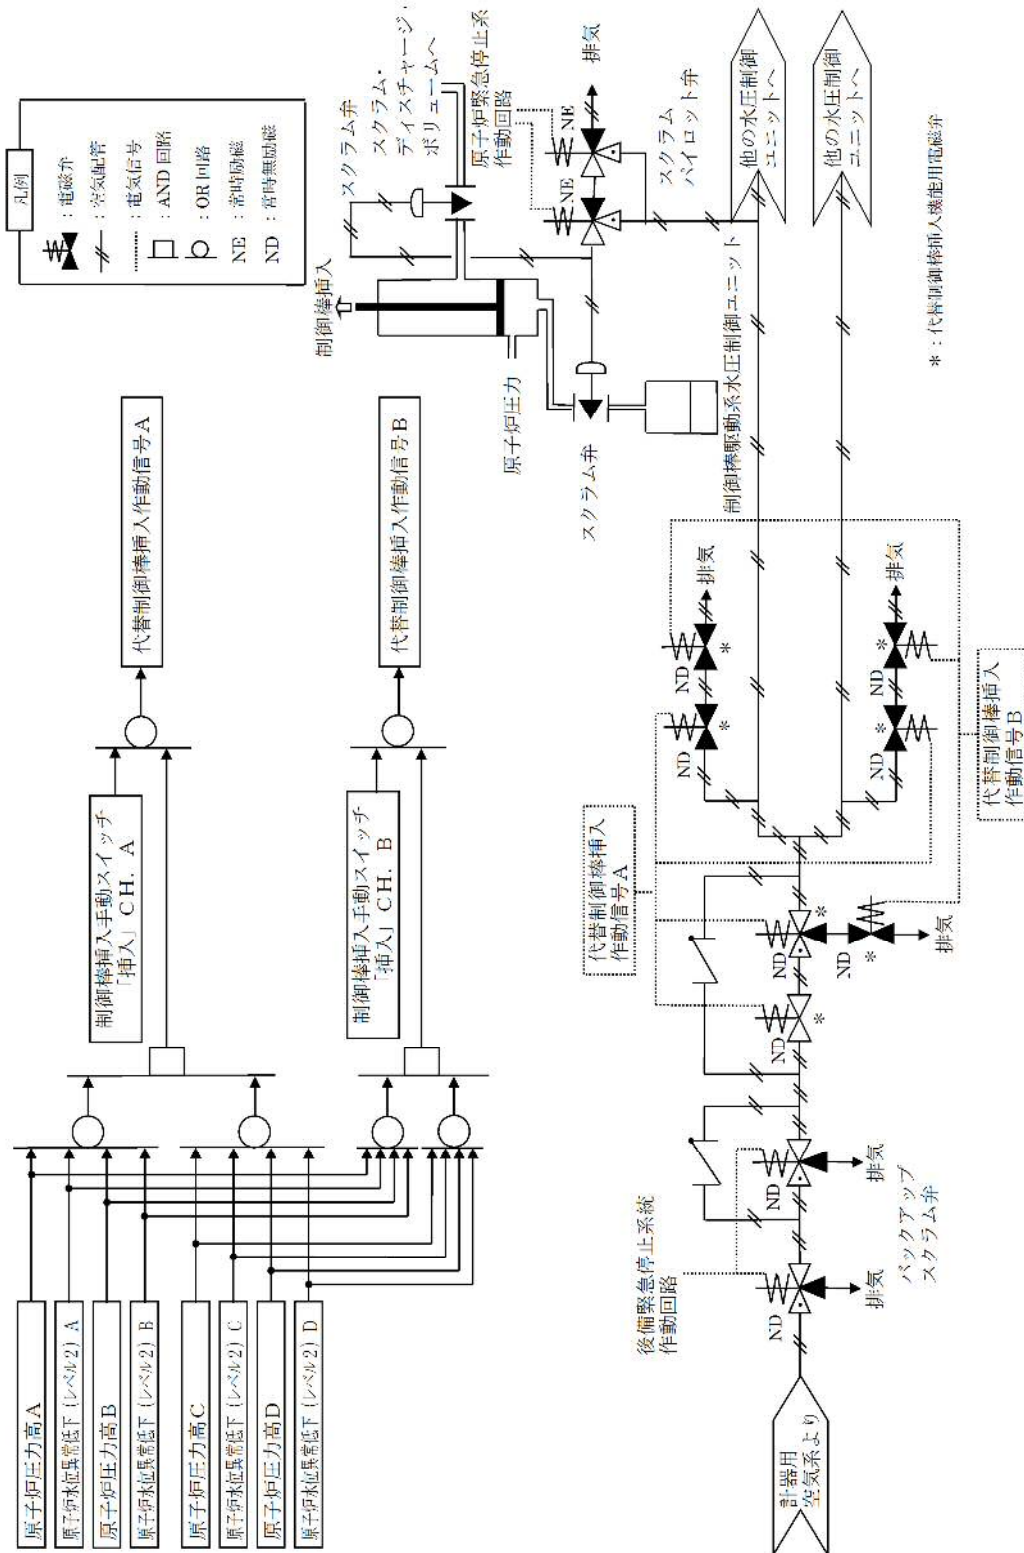 原子炉圧力高A
原子炉水位異常低下(レベル2) A
原子炉圧力高B
原子炉水位異常低下(レベル2) B
原子炉圧力高C
原子炉水位異常低下(レベル2) C
原子炉圧力高D
原子炉水位異常低下(レベル2) D
制御棒挿入手動スイッチ
「挿入」CH. A
代替制御棒挿入作動信号A
制御棒挿入手動スイッチ
「挿入」CH. B
代替制御棒挿入作動信号B
凡例
:電磁弁
:空気配管
:電気信号
:AND 回路
:OR 回路
NE :常時励磁
ND :常時無励磁
制御棒挿入
原子炉圧力
スクラム弁
スクラム・
ディスチャージ・
ボリュームへ
原子炉緊急停止系
作動回路
NE
NE
排気
スクラム
パイロット弁
スクラム弁
制御棒駆動系水圧制御ユニット
他の水圧制御
ユニットへ
他の水圧制御
ユニットへ
計器用
空気系より
後備緊急停止系統
作動回路
ND
排気
ND
排気
バックアップ
スクラム弁
代替制御棒挿入
作動信号A
ND
*
ND
*
ND
*
排気
ND
*
ND
*
排気
ND
*
ND
*
排気
代替制御棒挿入
作動信号B
*:代替制御棒挿入機能用電磁弁